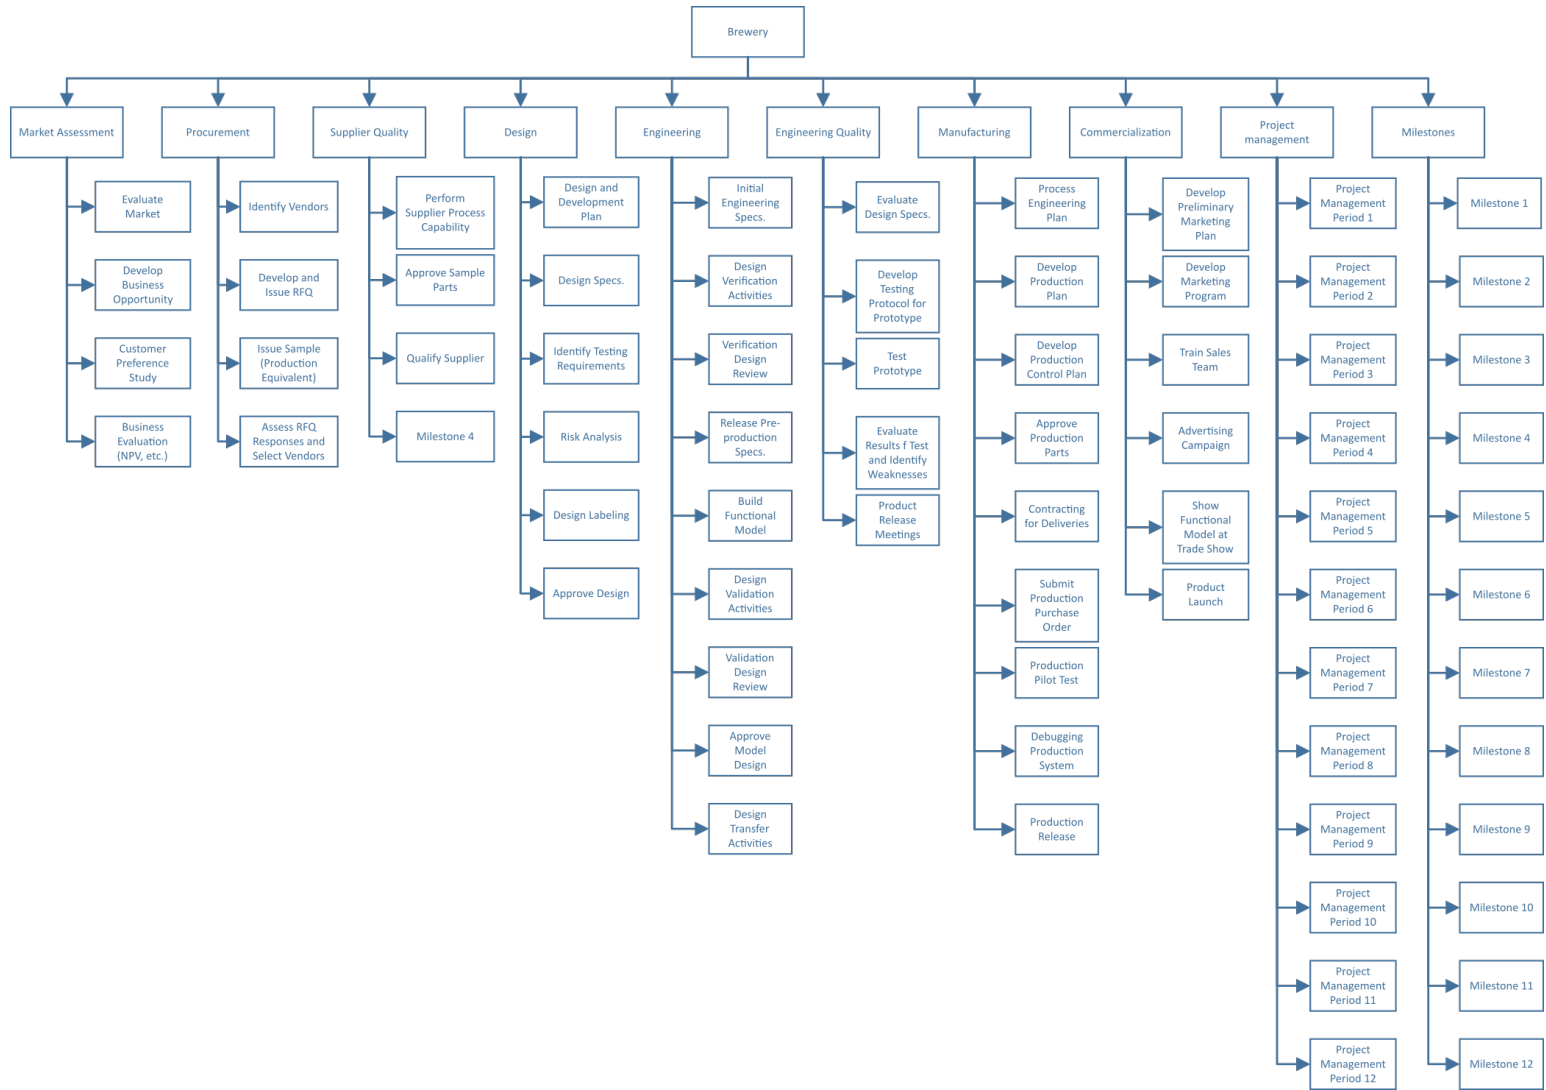 Brewery
Market Assessment
Procurement
Supplier Quality
Design
Engineering
Engineering Quality
Manufacturing
Commercialization
Project
management
Milestones
Evaluate
Market
Develop
Business
Opportunity
Customer
Preference
Study
Business
Evaluation
(NPV, etc.)
Identify Vendors
Develop and
Issue RFQ
Issue Sample
(Production
Equivalent)
Assess RFQ
Responses and
Select Vendors
Perform
Supplier Process
Capability
Approve Sample
Parts
Qualify Supplier
Milestone 4
Design and
Development
Plan
Design Specs.
Identify Testing
Requirements
Risk Analysis
Design Labeling
Approve Design
Initial
Engineering
Specs.
Design
Verification
Activities
Verification
Design
Review
Release Pre-
production
Specs.
Build
Functional
Model
Design
Validation
Activities
Validation
Design
Review
Approve
Model
Design
Design
Transfer
Activities
Evaluate
Design Specs.
Develop
Testing
Protocol for
Prototype
Test
Prototype
Evaluate
Results f Test
and Identify
Weaknesses
Product
Release
Meetings
Process
Engineering
Plan
Develop
Production
Plan
Develop
Production
Control Plan
Approve
Production
Parts
Contracting
for Deliveries
Submit
Production
Purchase
Order
Production
Pilot Test
Debugging
Production
System
Production
Release
Develop
Preliminary
Marketing
Plan
Develop
Marketing
Program
Train Sales
Team
Advertising
Campaign
Show
Functional
Model at
Trade Show
Product
Launch
Project
Management
Period 1
Project
Management
Period 2
Project
Management
Period 3
Project
Management
Period 4
Project
Management
Period 5
Project
Management
Period 6
Project
Management
Period 7
Project
Management
Period 8
Project
Management
Period 9
Project
Management
Period 10
Project
Management
Period 11
Project
Management
Period 12
Milestone 1
Milestone 2
Milestone 3
Milestone 4
Milestone 5
Milestone 6
Milestone 7
Milestone 8
Milestone 9
Milestone 10
Milestone 11
Milestone 12